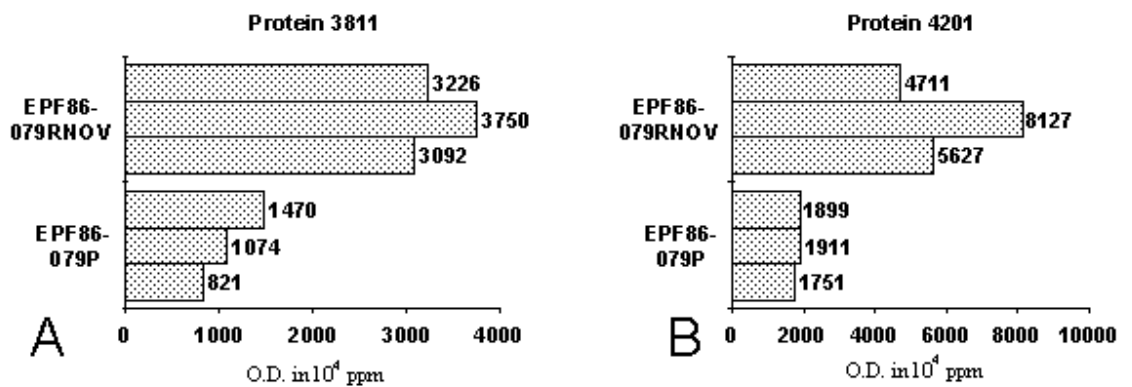 Protein 3811
EPF86-
079RNOV
3226
3750
3092
EPF86-
079P
1470
1074
821
0 1000 2000 3000 4000
O.D. in10⁴ ppm
A
Protein 4201
EPF86-
079RNOV
4711
8127
5627
EPF86-
079P
1899
1911
1751
0 2000 4000 6000 8000 10000
O.D. in10⁴ ppm
B